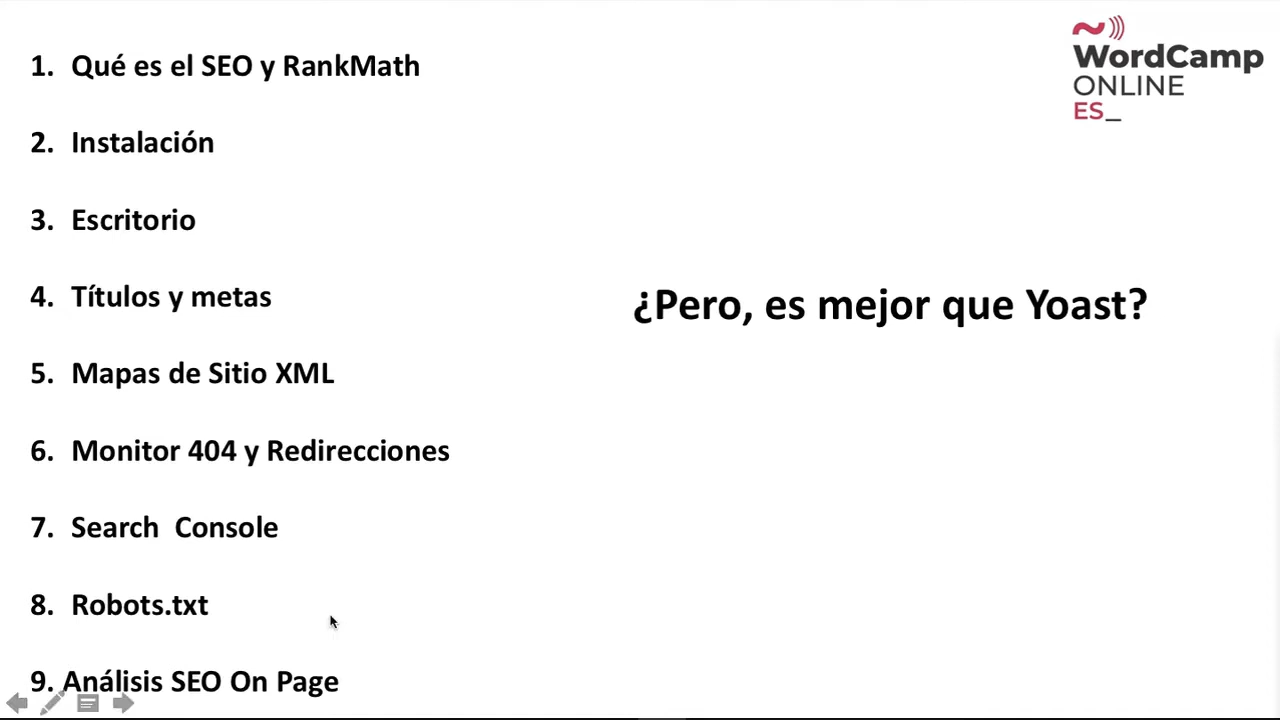 1. Qué es el SEO y RankMath
2. Instalación
3. Escritorio
4. Títulos y metas
5. Mapas de Sitio XML
6. Monitor 404 y Redirecciones
7. Search  Console
8. Robots.txt
9. Análisis SEO On Page
WordCamp
ONLINE
ES_
¿Pero, es mejor que Yoast?